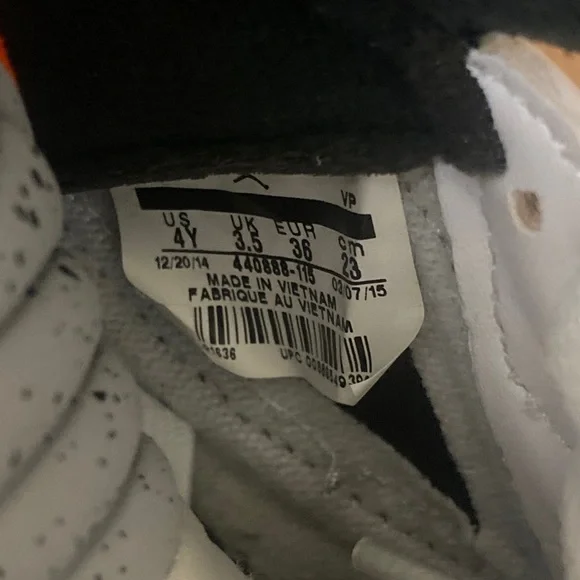 VP
US UK EUR cm
4Y 3.5 36 23
12/20/14 440888-115 03/07/15
MADE IN VIETNAM
FABRIQUE AU VIETNAM
UPC